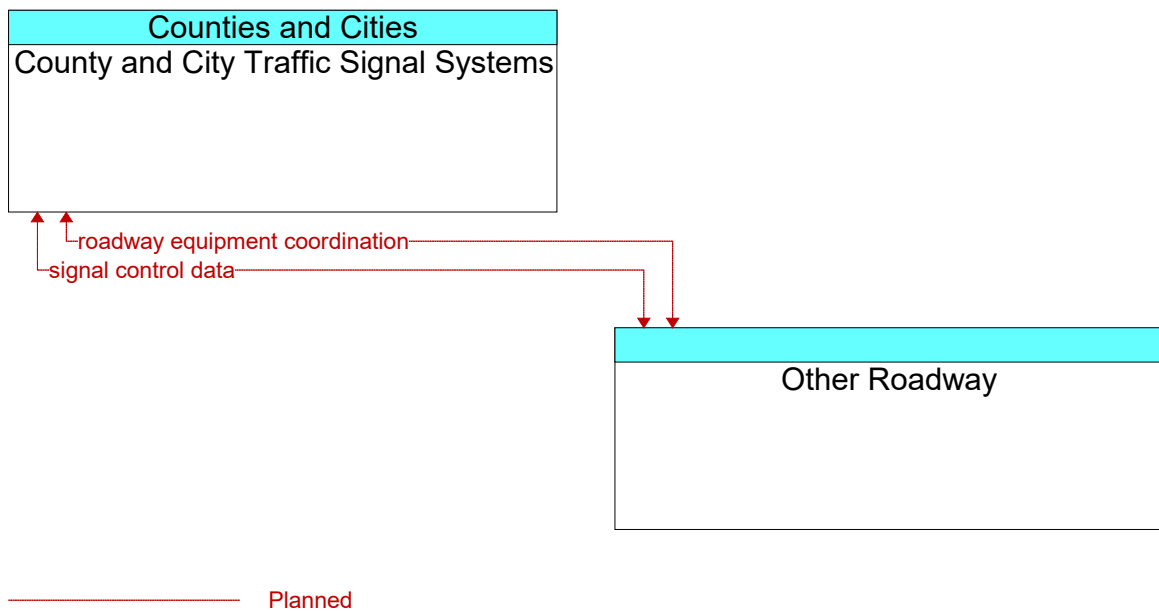 Counties and Cities
County and City Traffic Signal Systems
roadway equipment coordination
signal control data
Other Roadway
Planned